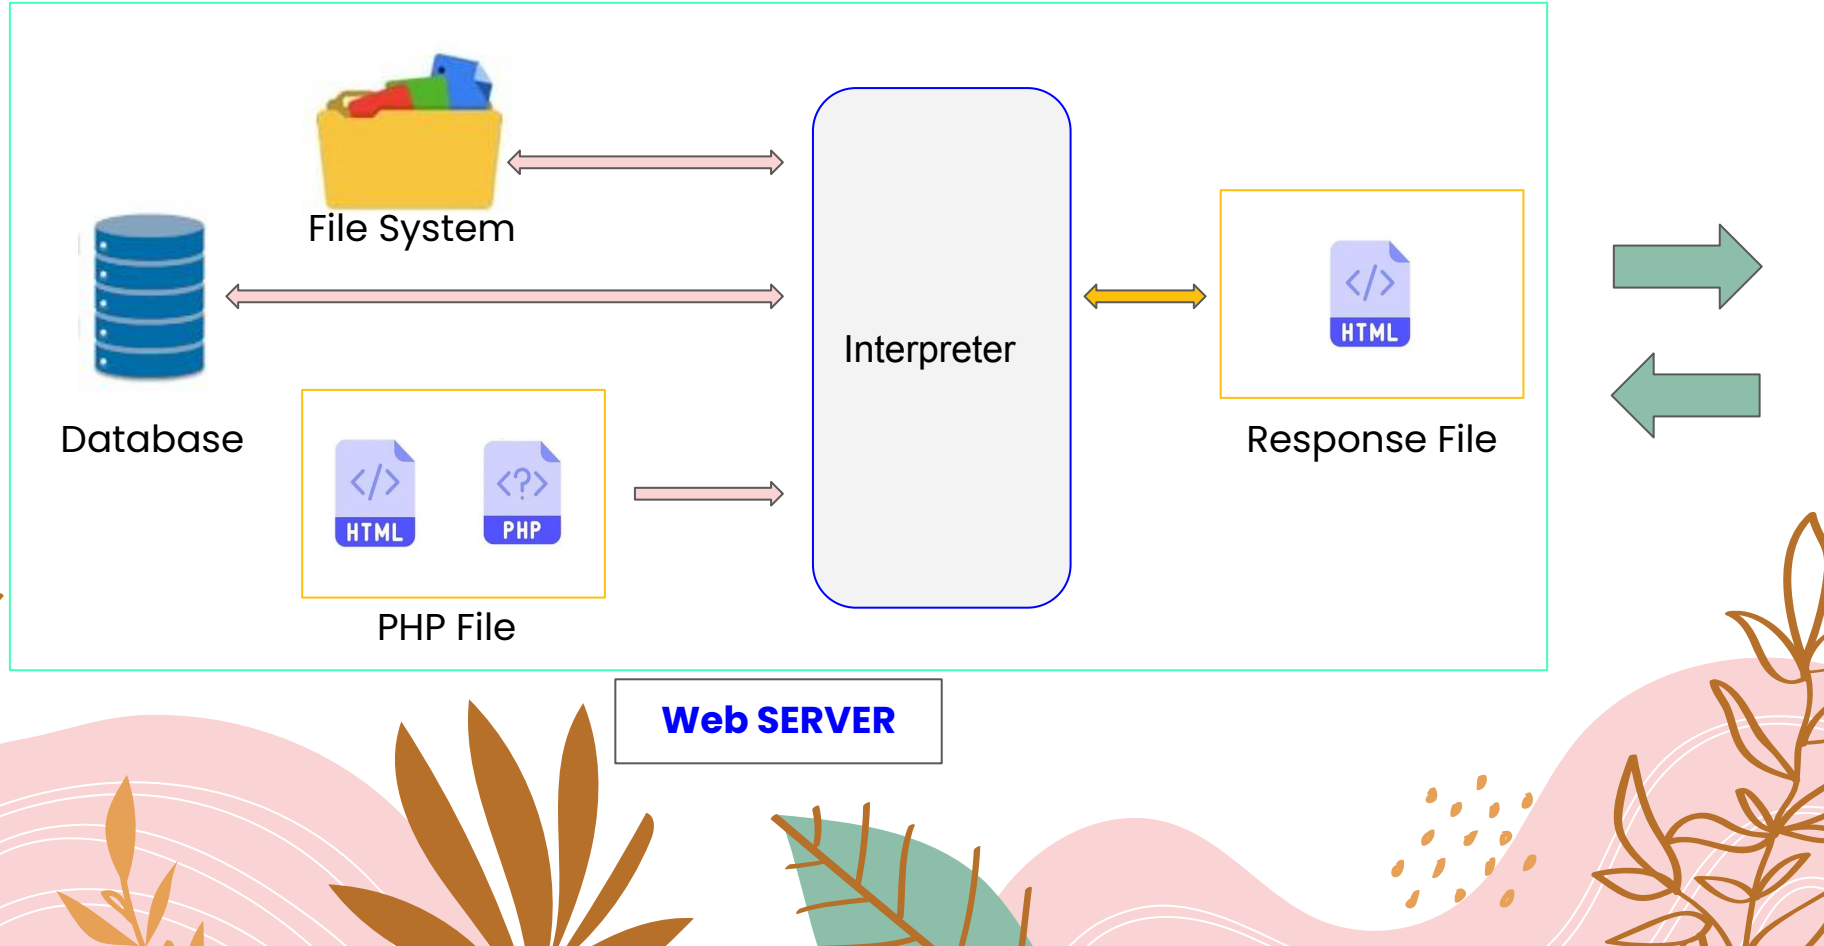 File System
Database
Interpreter
</>
HTML
Response File
</>
HTML
<?>
PHP
PHP File
Web SERVER